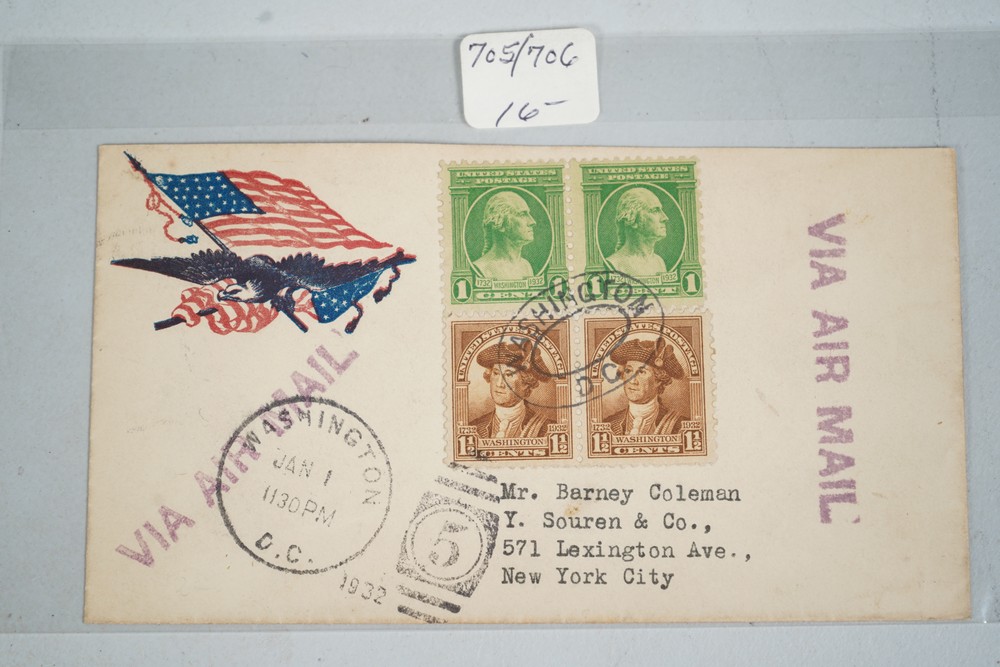 705/706
16-
UNITED STATES
POSTAGE
1732 WASHINGTON 1932
1 CENT 1
UNITED STATES
POSTAGE
1732 WASHINGTON 1932
1 CENT 1
WASHINGTON
D.C.
UNITED STATES POSTAGE
1732 1932
1½ WASHINGTON 1½
CENTS
UNITED STATES POSTAGE
1732 1932
1½ WASHINGTON 1½
CENTS
VIA AIR MAIL
VIA AIR MAIL
WASHINGTON
JAN 1
1130PM
D.C.
1932
5
Mr. Barney Coleman
Y. Souren & Co.,
571 Lexington Ave.,
New York City